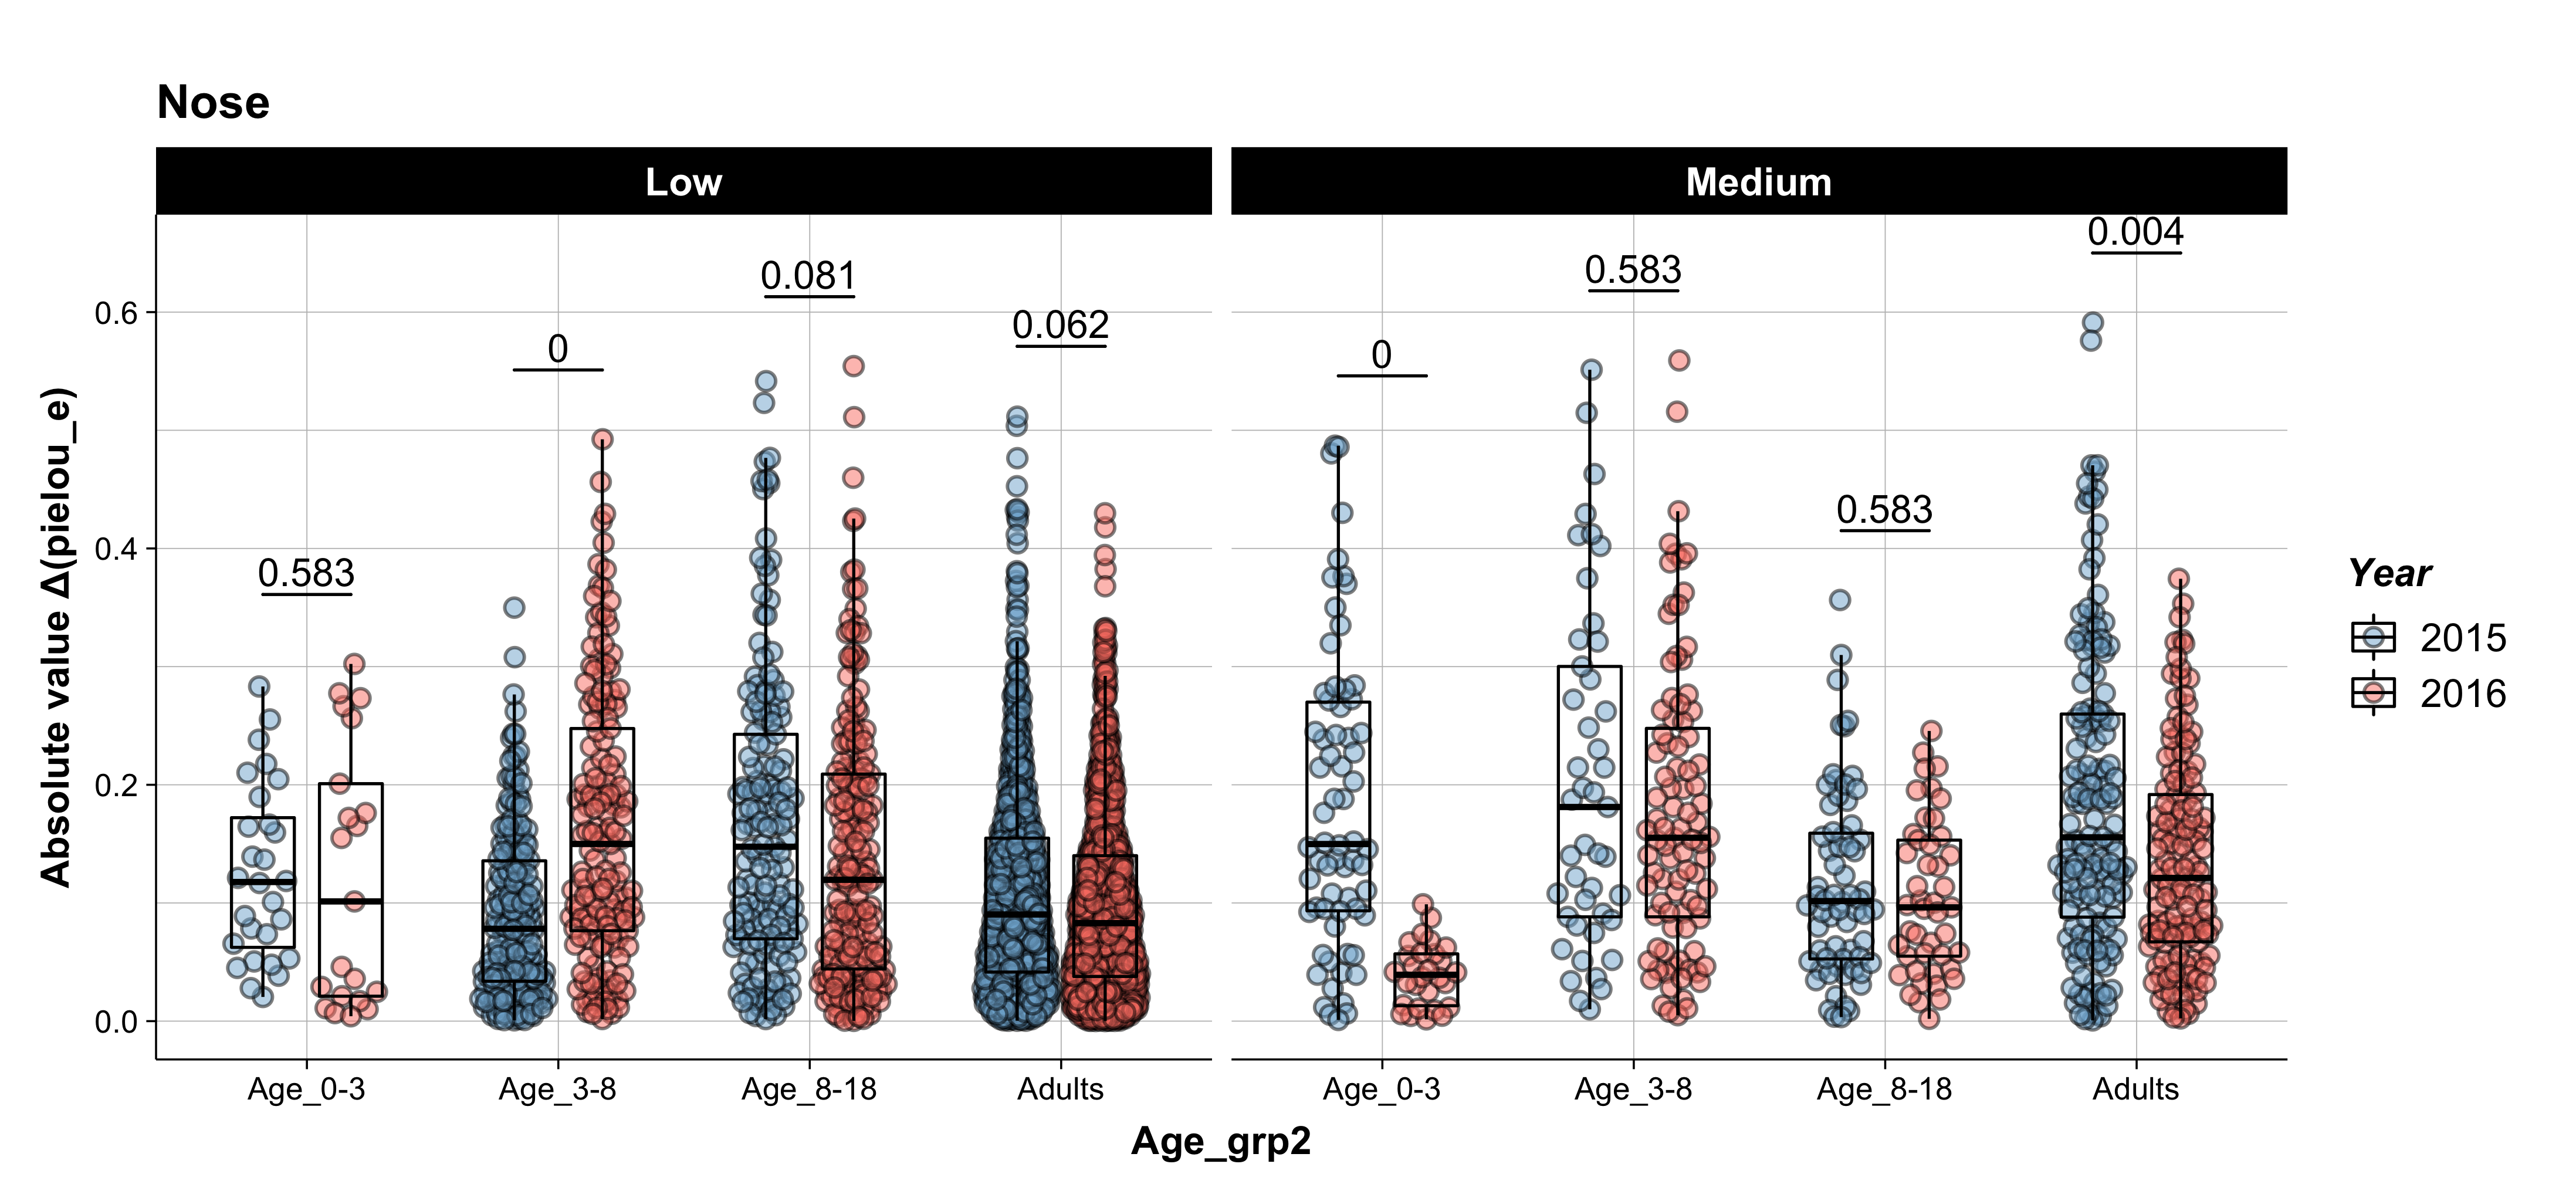 Nose
Low
Medium
0.004
0.081
0.583
0.062
0
0
0.583
0.583
0.6
0.4
0.2
0.0
Absolute value Δ(pielou_e)
Age_0-3
Age_3-8
Age_8-18
Adults
Age_0-3
Age_3-8
Age_8-18
Adults
Age_grp2
Year
2015
2016